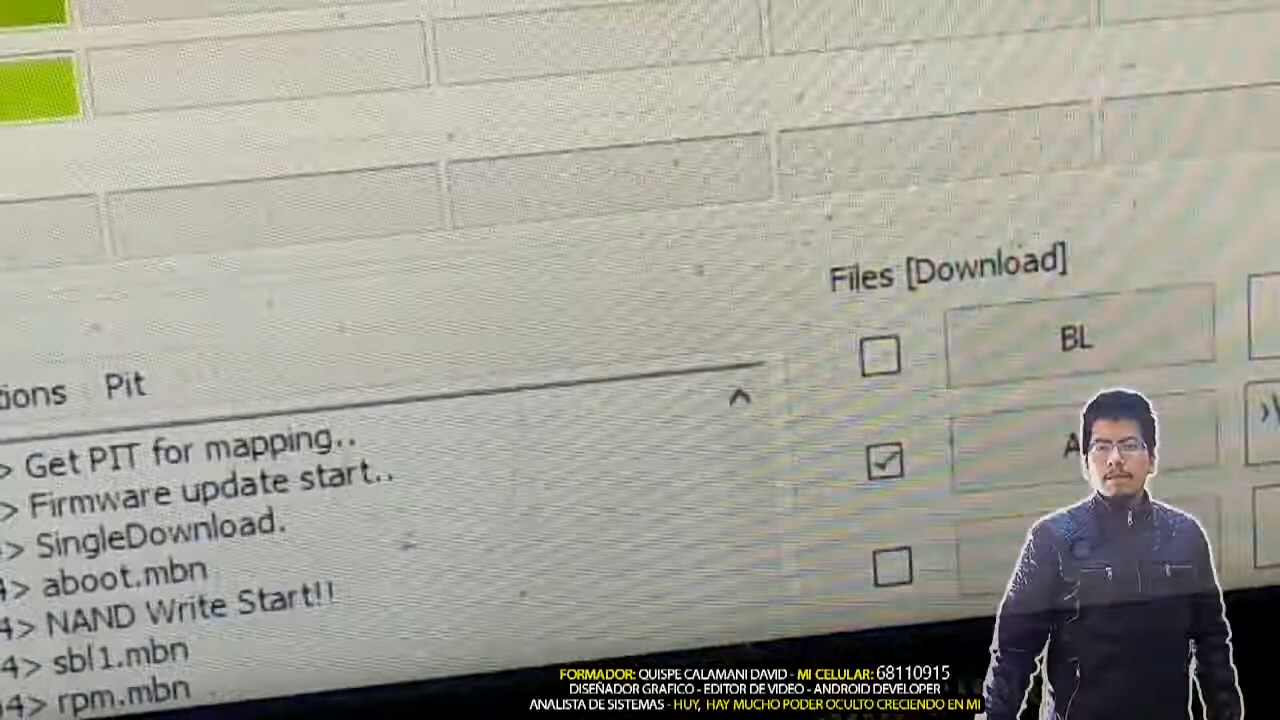 Files [Download]
BL
Pit
> Get PIT for mapping..
> Firmware update start..
> SingleDownload.
> aboot.mbn
4> NAND Write Start!!
4> sbl1.mbn
4> rpm.mbn
FORMADOR: QUISPE CALAMANI DAVID - MI CELULAR: 68110915
DISEÑADOR GRAFICO - EDITOR DE VIDEO - ANDROID DEVELOPER
ANALISTA DE SISTEMAS - HUY, HAY MUCHO PODER OCULTO CRECIENDO EN MI